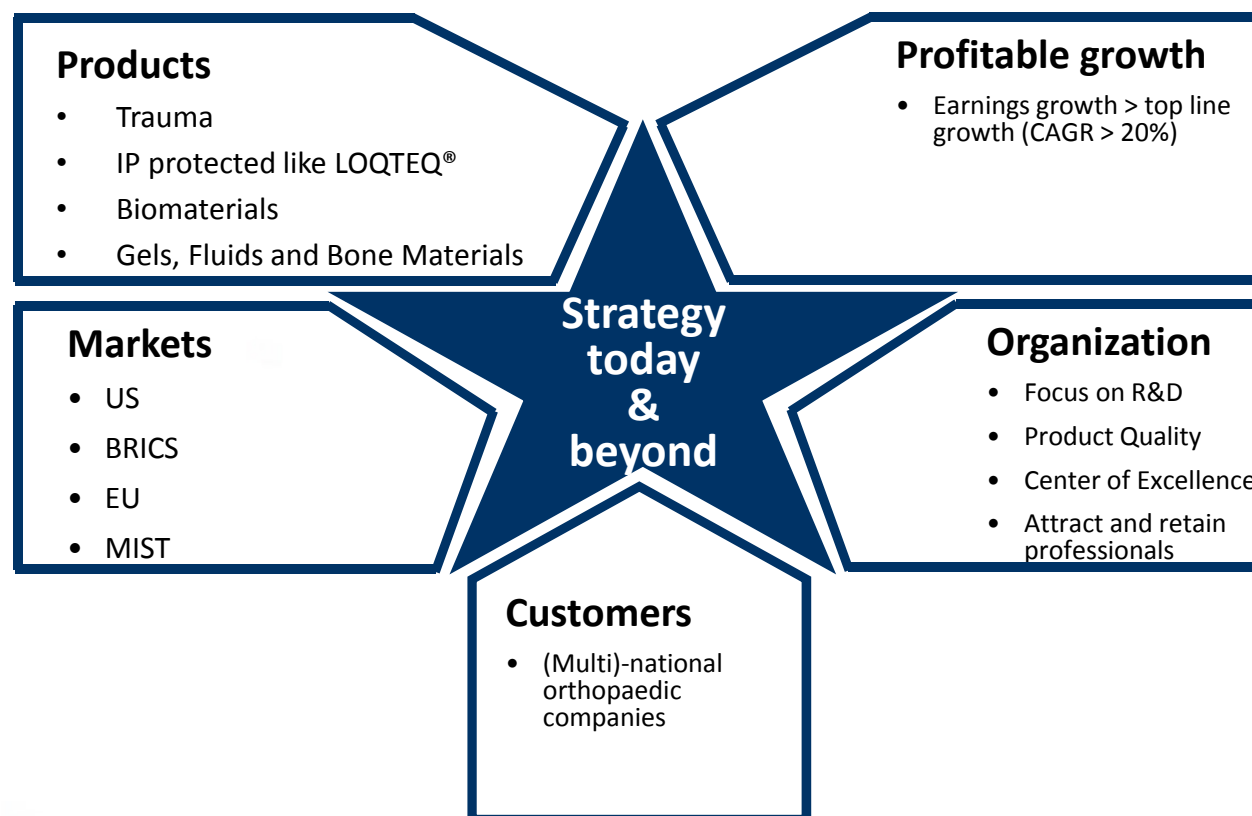 Products
• Trauma
• IP protected like LOQTEQ®
• Biomaterials
• Gels, Fluids and Bone Materials
Profitable growth
• Earnings growth > top line
growth (CAGR > 20%)
Strategy
today
&
beyond
Markets
• US
• BRICS
• EU
• MIST
Organization
• Focus on R&D
• Product Quality
• Center of Excellence
• Attract and retain
professionals
Customers
• (Multi)-national
orthopaedic
companies